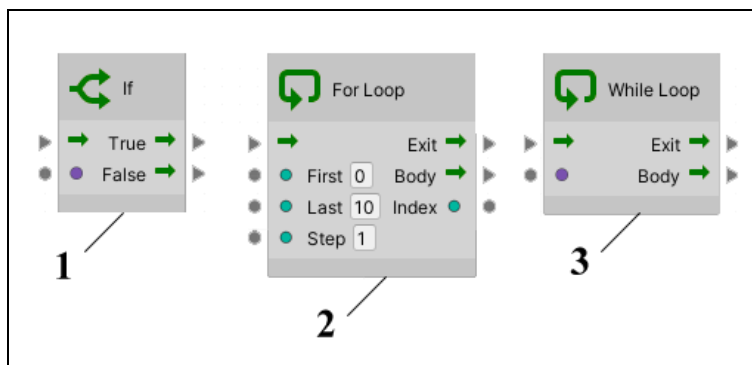 If
True
False
1
For Loop
Exit
First 0 Body
Last 10 Index
Step 1
2
While Loop
Exit
Body
3